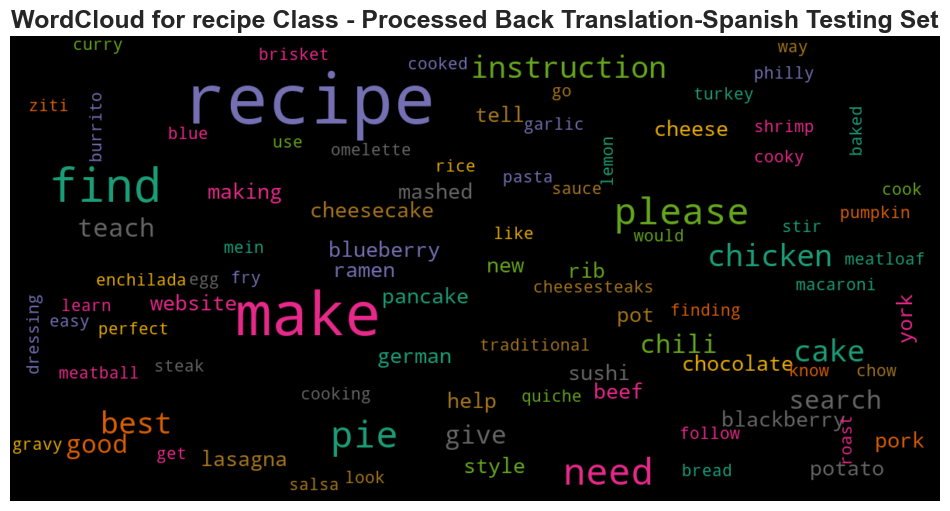 WordCloud for recipe Class - Processed Back Translation-Spanish Testing Set
curry
brisket
cooked
instruction
way
philly
recipe
ziti
burrito
blue
use
omelette
tell
go
garlic
turkey
cheese
shrimp
baked
lemon
cooky
rice
pasta
sauce
find
making
mashed
cook
teach
cheesecake
please
pumpkin
stir
like
would
mein
blueberry
ramen
new
rib
chicken
meatloaf
enchilada
egg
fry
cheesesteaks
macaroni
learn
website
make
pancake
pot
finding
york
dressing
easy
perfect
german
traditional
chili
cake
meatball
steak
sushi
chocolate
know
chow
cooking
help
quiche
beef
search
best
blackberry
gravy
good
get
pie
give
follow
roast
pork
lasagna
style
need
bread
potato
salsa
look